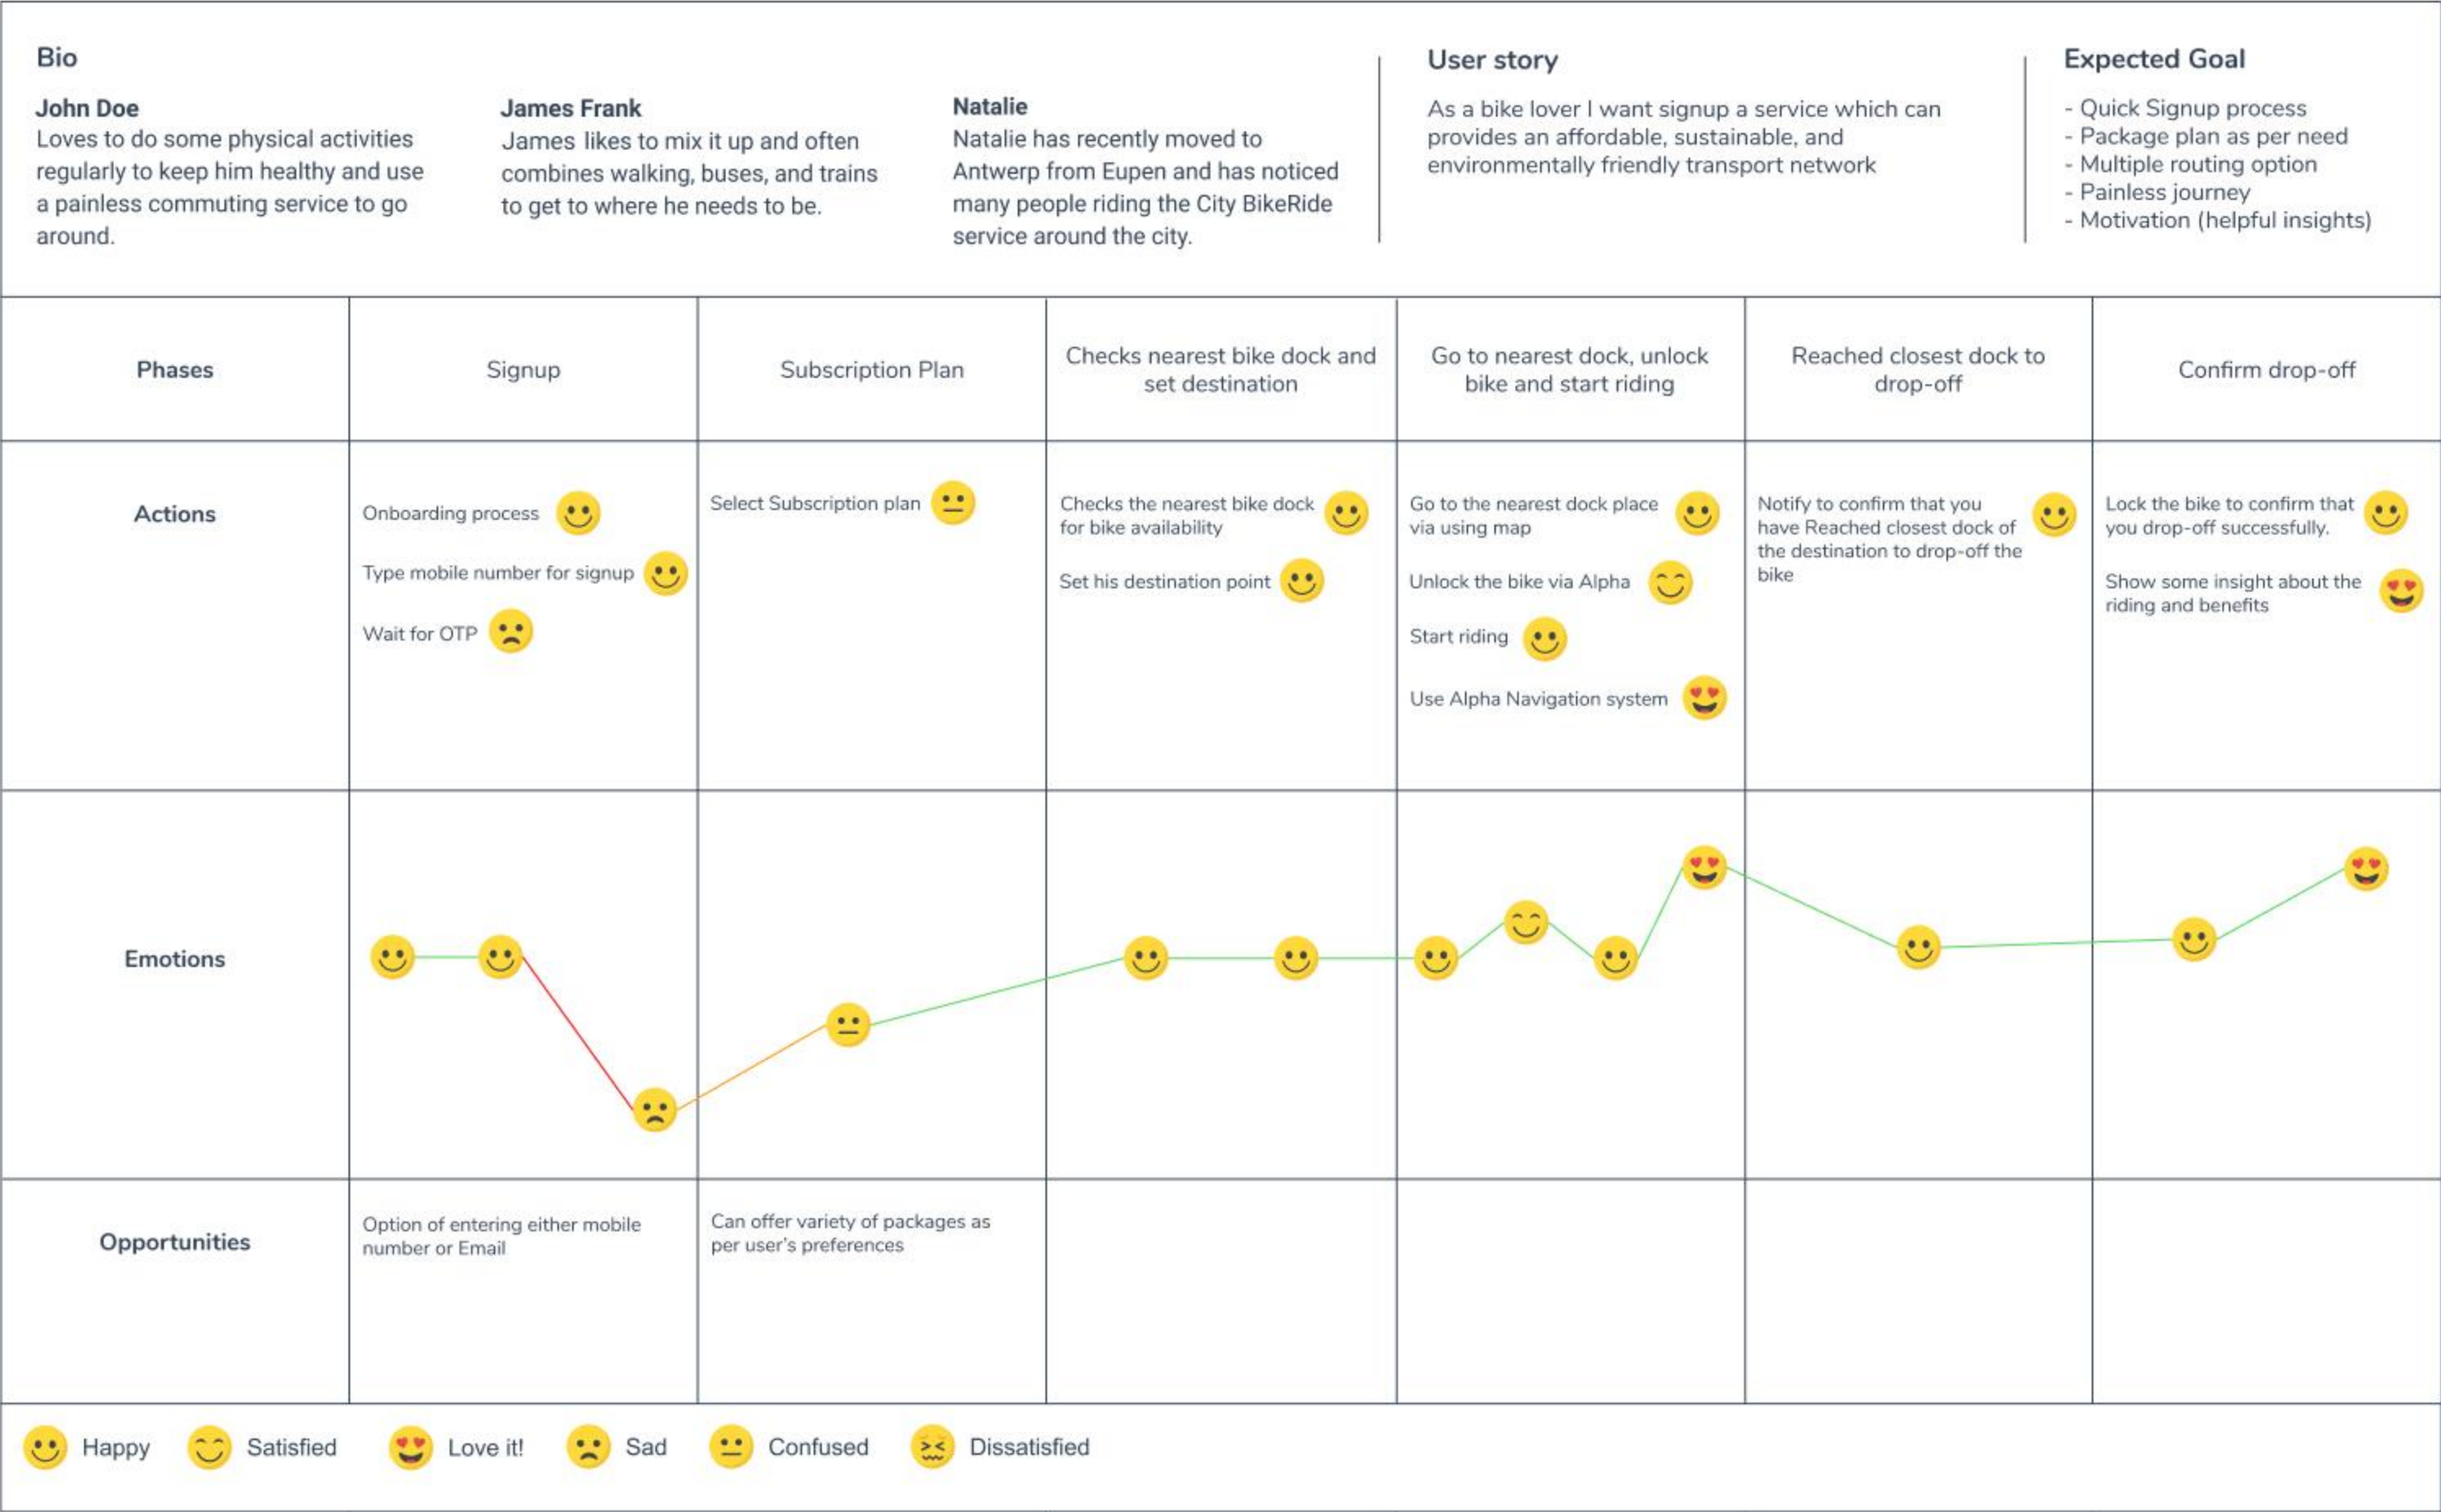 Bio
John Doe
Loves to do some physical activities
regularly to keep him healthy and use
a painless commuting service to go
around.
James Frank
James likes to mix it up and often
combines walking, buses, and trains
to get to where he needs to be.
Natalie
Natalie has recently moved to
Antwerp from Eupen and has noticed
many people riding the City BikeRide
service around the city.
User story
As a bike lover I want signup a service which can
provides an affordable, sustainable, and
environmentally friendly transport network
Expected Goal
- Quick Signup process
- Package plan as per need
- Multiple routing option
- Painless journey
- Motivation (helpful insights)
Phases
Signup
Subscription Plan
Checks nearest bike dock and
set destination
Go to nearest dock, unlock
bike and start riding
Reached closest dock to
drop-off
Confirm drop-off
Actions
Onboarding process
Type mobile number for signup
Wait for OTP
Select Subscription plan
Checks the nearest bike dock
for bike availability
Set his destination point
Go to the nearest dock place
via using map
Unlock the bike via Alpha
Start riding
Use Alpha Navigation system
Notify to confirm that you
have Reached closest dock of
the destination to drop-off the
bike
Lock the bike to confirm that
you drop-off successfully.
Show some insight about the
riding and benefits
Emotions
Opportunities
Option of entering either mobile
number or Email
Can offer variety of packages as
per user's preferences
Happy
Satisfied
Love it!
Sad
Confused
Dissatisfied